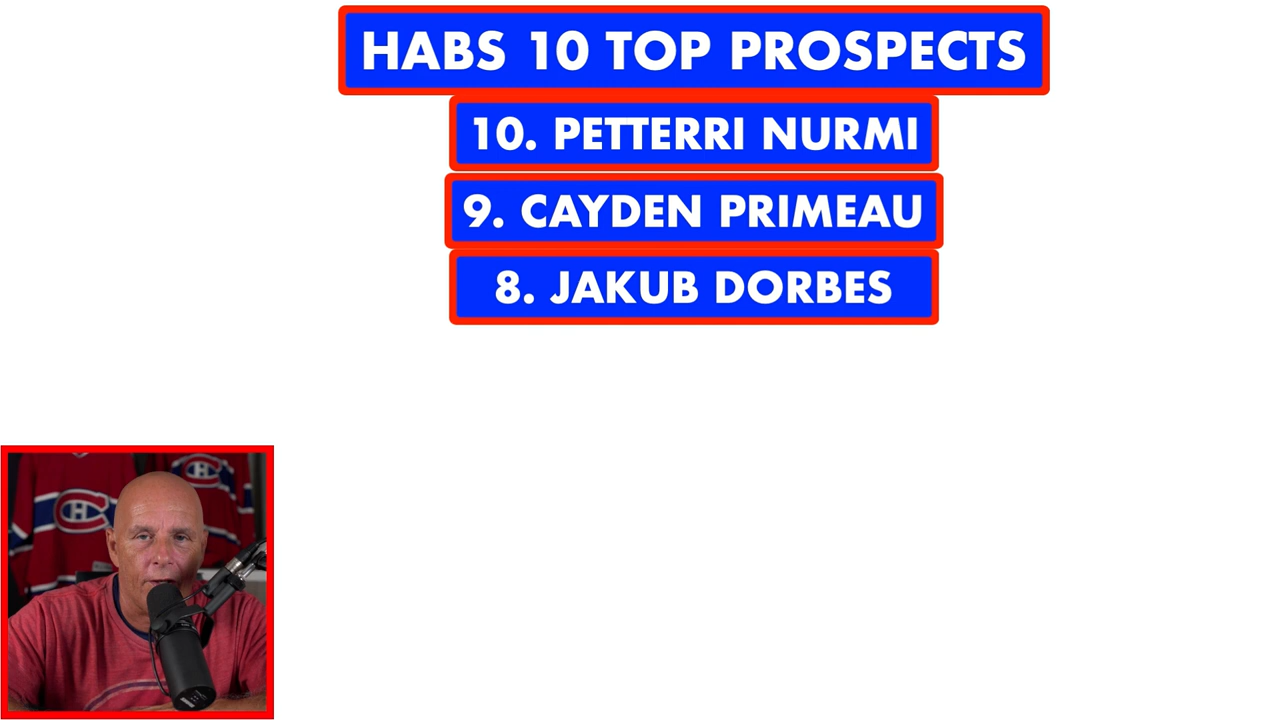 HABS 10 TOP PROSPECTS
10. PETTERRI NURMI
9. CAYDEN PRIMEAU
8. JAKUB DORBES